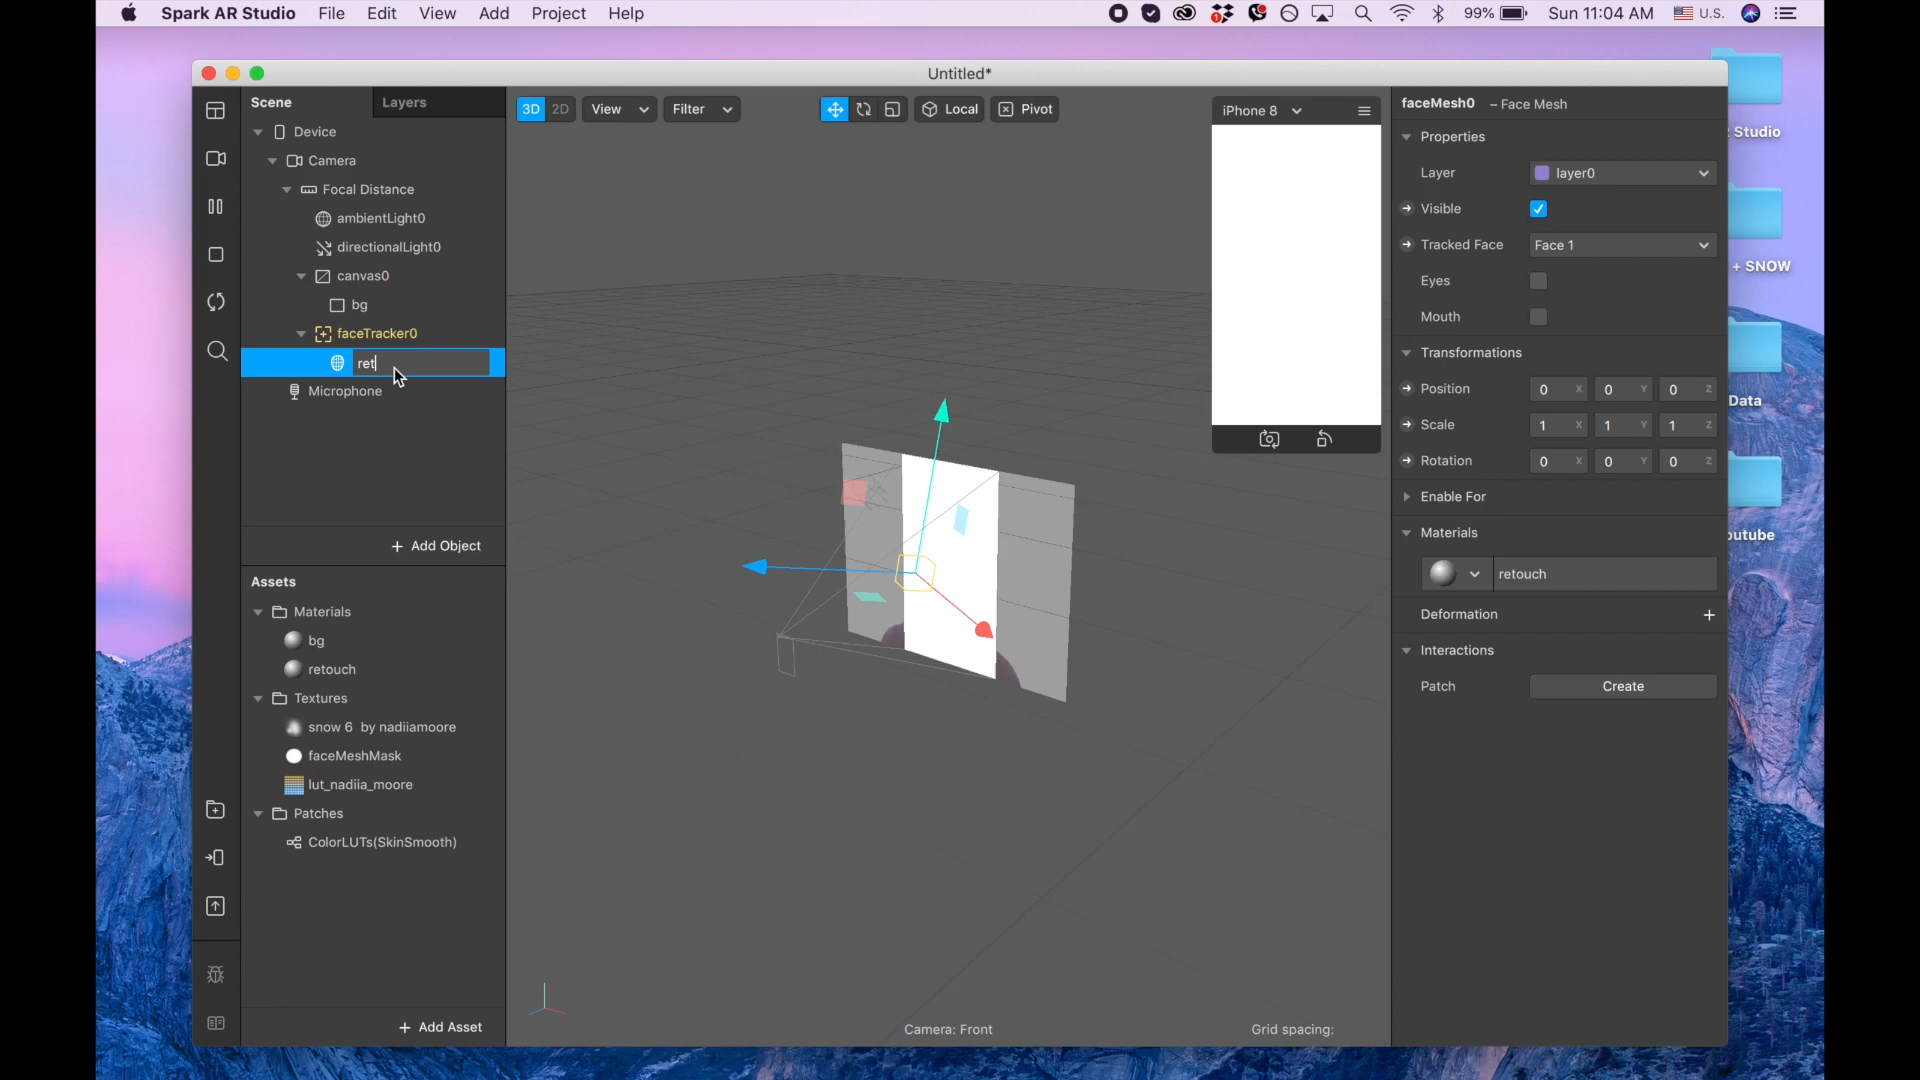 Spark AR Studio File Edit View Add Project Help 1 99% Sun 11:04 AM U.S.
Untitled*
Scene Layers
Device
Camera
Focal Distance
ambientLight0
directionalLight0
canvas0
bg
faceTracker0
ret
Microphone
+ Add Object
Assets
Materials
bg
retouch
Textures
snow 6 by nadiiamoore
faceMeshMask
lut_nadiia_moore
Patches
ColorLUTs(SkinSmooth)
+ Add Asset
3D 2D View Filter Local Pivot
iPhone 8
Camera: Front Grid spacing:
faceMesh0 – Face Mesh
Properties
Layer layer0
Visible
Tracked Face Face 1
Eyes
Mouth
Transformations
Position 0 X 0 Y 0 Z
Scale 1 X 1 Y 1 Z
Rotation 0 X 0 Y 0 Z
Enable For
Materials
retouch
Deformation +
Interactions
Patch Create
Studio
+ SNOW
Data
outube